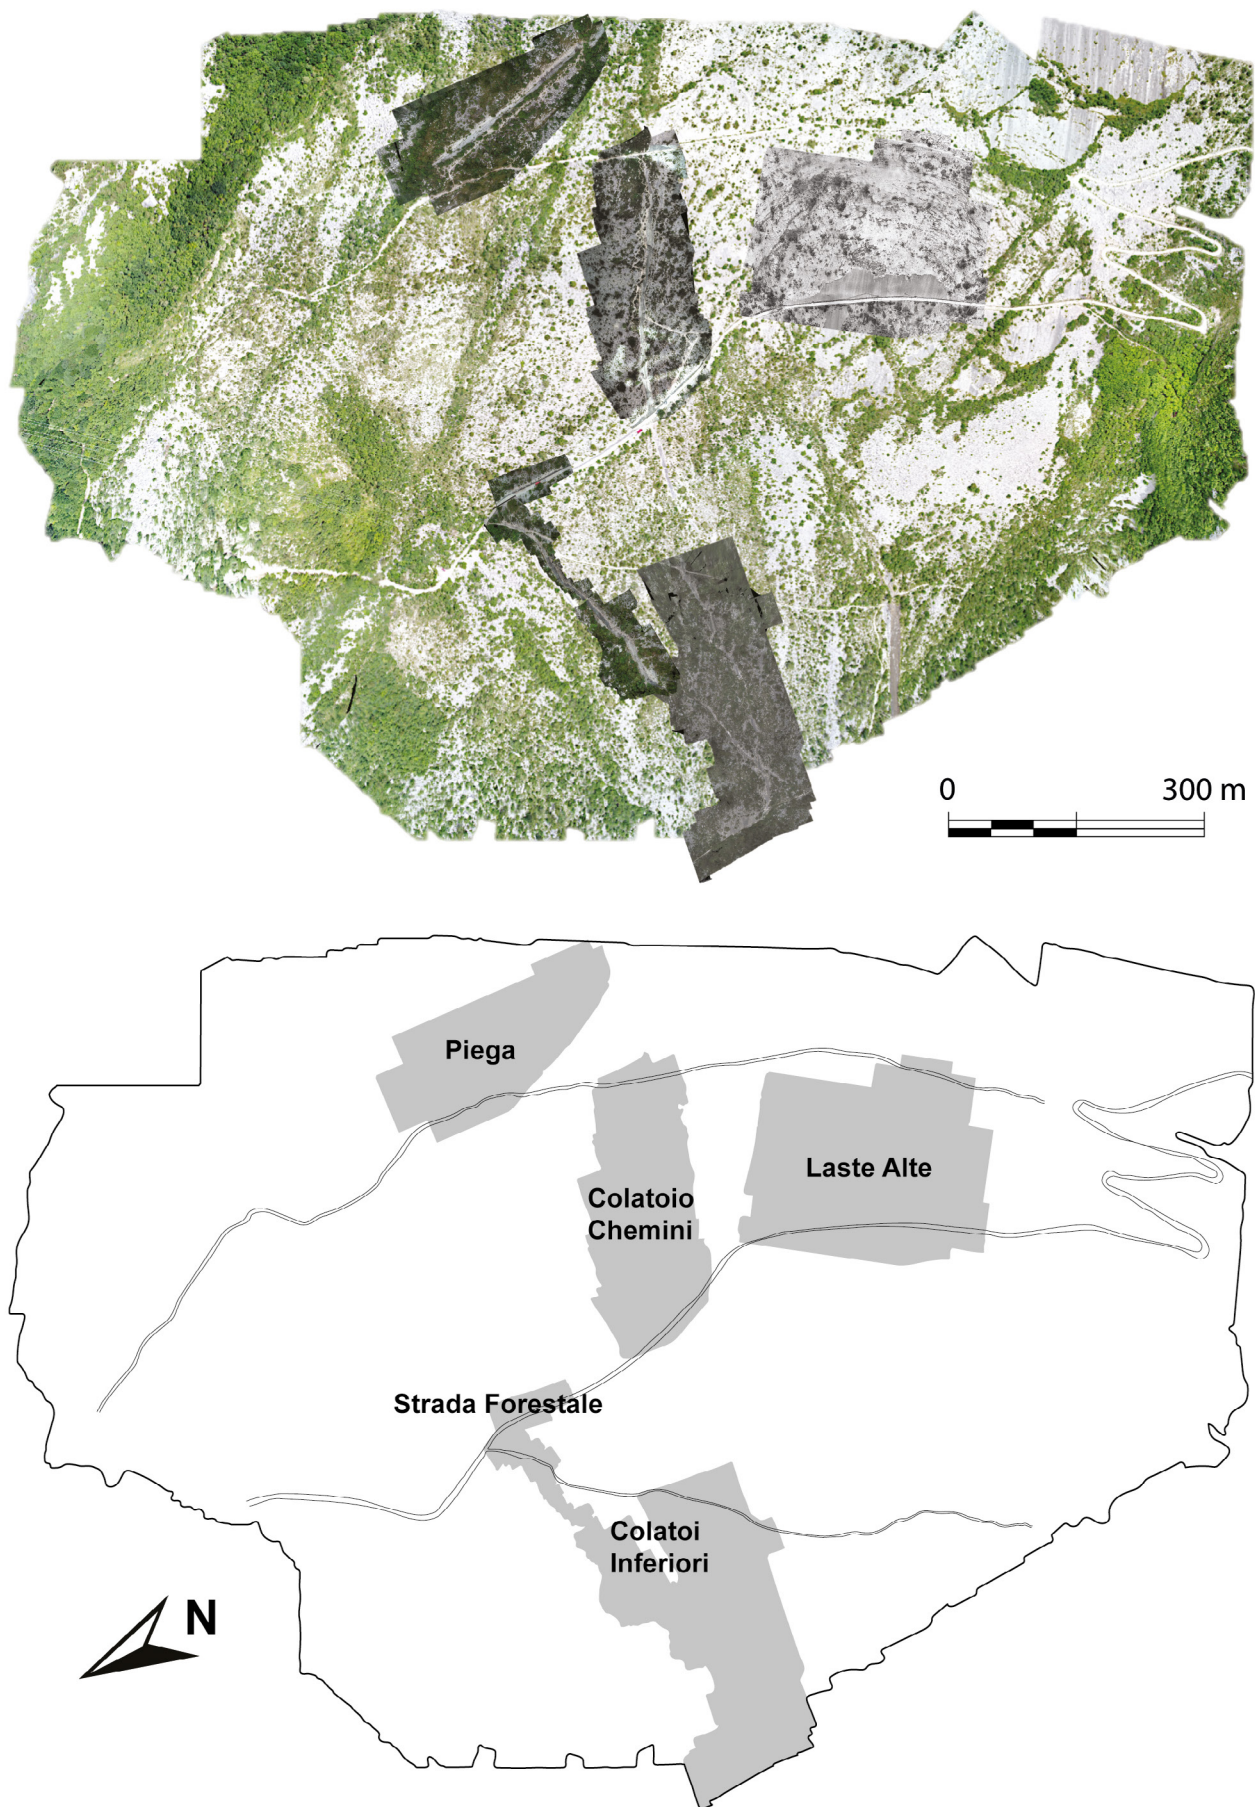 0 300 m
Piega
Laste Alte
Colatoio
Chemini
Strada Forestale
Colatoi
Inferiori
N